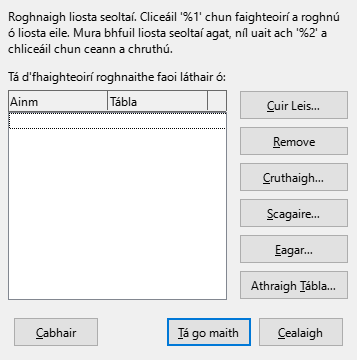 Roghnaigh liosta seoltaí. Cliceáil '%1' chun faighteoirí a roghnú
ó liosta eile. Mura bhfuil liosta seoltaí agat, níl uait ach '%2' a
chliceáil chun ceann a chruthú.
Tá d'fhaighteoirí roghnaithe faoi láthair ó:
Ainm Tábla
Cuir Leis...
Remove
Cruthaigh...
Scagaire...
Eagar...
Athraigh Tábla...
Cabhair Tá go maith Cealaigh